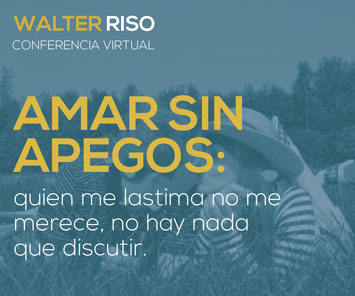 WALTER RISO
CONFERENCIA VIRTUAL
AMAR SIN
APEGOS:
quien me lastima no me
merece, no hay nada
que discutir.